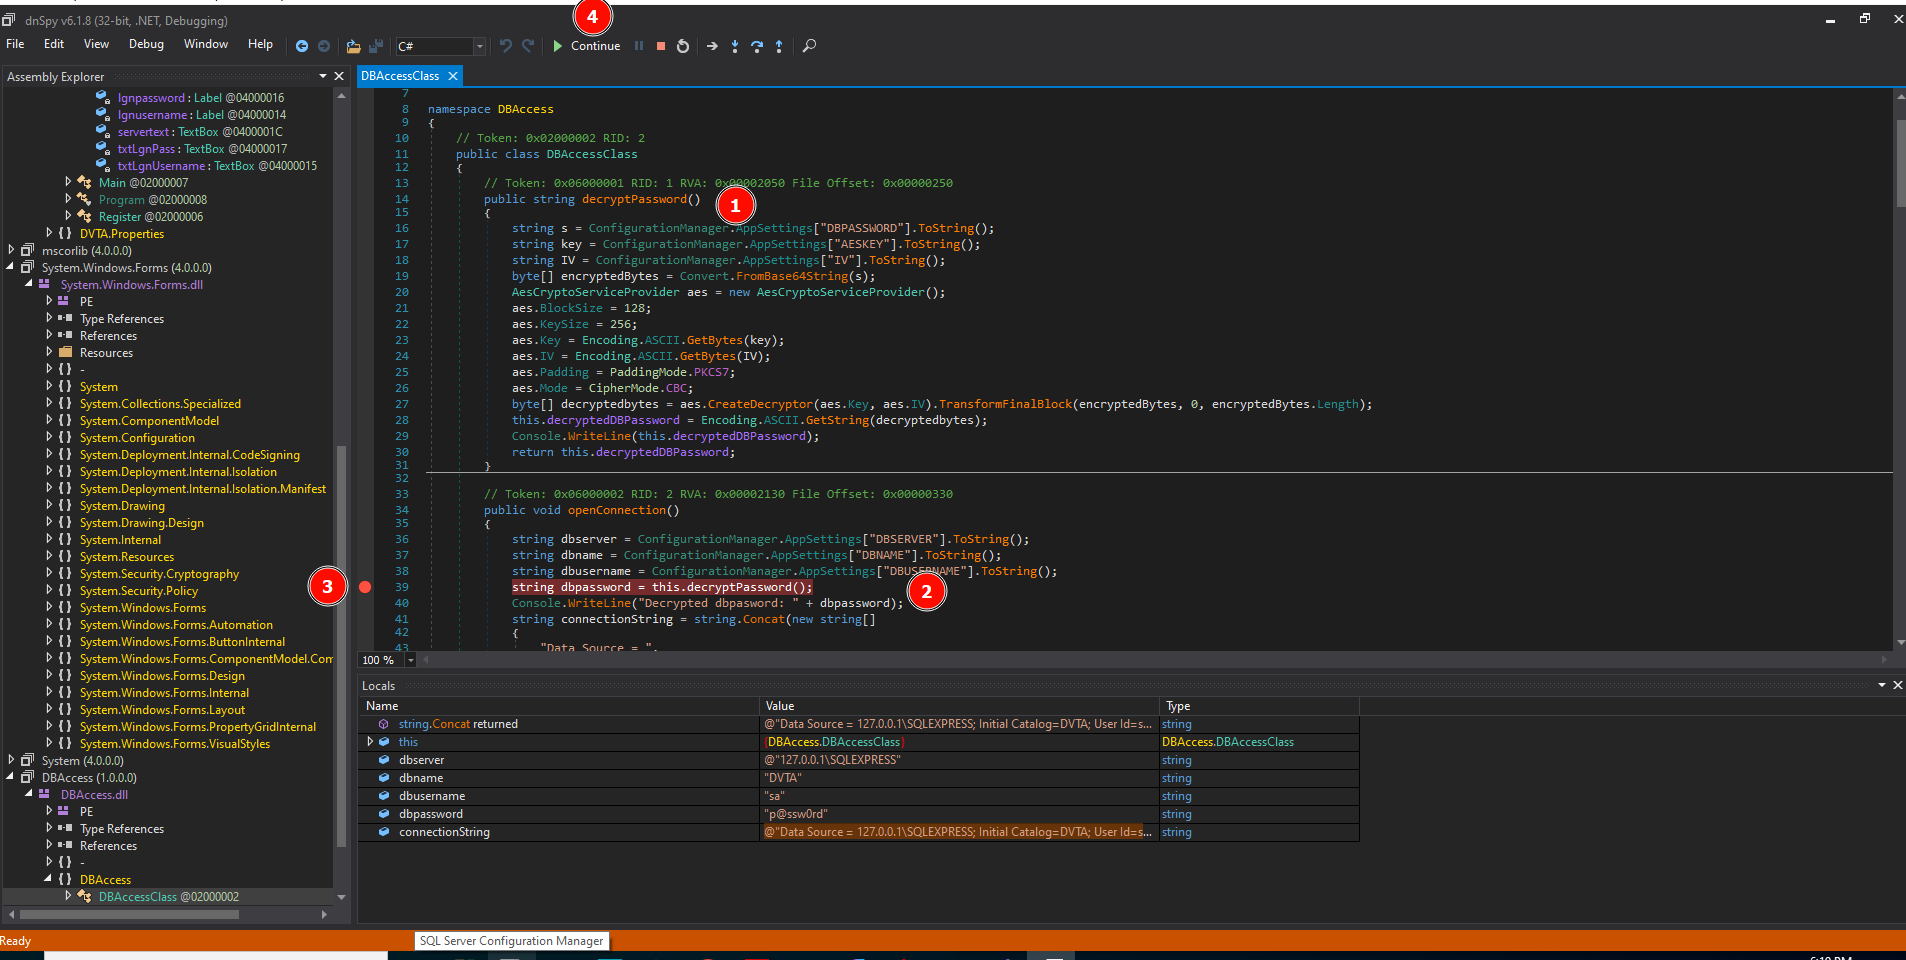 dnSpy v6.1.8 (32-bit, .NET, Debugging)
4
File Edit View Debug Window Help C# Continue
Assembly Explorer
DBAccessClass
lgnpassword : Label @04000016
lgnusername : Label @04000014
servertext : TextBox @0400001C
txtLgnPass : TextBox @04000017
txtLgnUsername : TextBox @04000015
Main @02000007
Program @02000008
Register @02000006
{ } DVTA.Properties
mscorlib (4.0.0.0)
System.Windows.Forms (4.0.0.0)
System.Windows.Forms.dll
PE
Type References
References
Resources
{ } -
{ } System
{ } System.Collections.Specialized
{ } System.ComponentModel
{ } System.Configuration
{ } System.Deployment.Internal.CodeSigning
{ } System.Deployment.Internal.Isolation
{ } System.Deployment.Internal.Isolation.Manifest
{ } System.Drawing
{ } System.Drawing.Design
{ } System.Internal
{ } System.Resources
{ } System.Security.Cryptography
{ } System.Security.Policy
{ } System.Windows.Forms
{ } System.Windows.Forms.Automation
{ } System.Windows.Forms.ButtonInternal
{ } System.Windows.Forms.ComponentModel.Com
{ } System.Windows.Forms.Design
{ } System.Windows.Forms.Internal
{ } System.Windows.Forms.Layout
{ } System.Windows.Forms.PropertyGridInternal
{ } System.Windows.Forms.VisualStyles
System (4.0.0.0)
DBAccess (1.0.0.0)
DBAccess.dll
PE
Type References
References
{ } -
{ } DBAccess
DBAccessClass @02000002
7
8 namespace DBAccess
9 {
10 // Token: 0x02000002 RID: 2
11 public class DBAccessClass
12 {
13 // Token: 0x06000001 RID: 1 RVA: 0x00002050 File Offset: 0x00000250
14 public string decryptPassword()
1
15 {
16 string s = ConfigurationManager.AppSettings["DBPASSWORD"].ToString();
17 string key = ConfigurationManager.AppSettings["AESKEY"].ToString();
18 string IV = ConfigurationManager.AppSettings["IV"].ToString();
19 byte[] encryptedBytes = Convert.FromBase64String(s);
20 AesCryptoServiceProvider aes = new AesCryptoServiceProvider();
21 aes.BlockSize = 128;
22 aes.KeySize = 256;
23 aes.Key = Encoding.ASCII.GetBytes(key);
24 aes.IV = Encoding.ASCII.GetBytes(IV);
25 aes.Padding = PaddingMode.PKCS7;
26 aes.Mode = CipherMode.CBC;
27 byte[] decryptedbytes = aes.CreateDecryptor(aes.Key, aes.IV).TransformFinalBlock(encryptedBytes, 0, encryptedBytes.Length);
28 this.decryptedDBPassword = Encoding.ASCII.GetString(decryptedbytes);
29 Console.WriteLine(this.decryptedDBPassword);
30 return this.decryptedDBPassword;
31 }
32
33 // Token: 0x06000002 RID: 2 RVA: 0x00002130 File Offset: 0x00000330
34 public void openConnection()
35 {
36 string dbserver = ConfigurationManager.AppSettings["DBSERVER"].ToString();
37 string dbname = ConfigurationManager.AppSettings["DBNAME"].ToString();
38 string dbusername = ConfigurationManager.AppSettings["DBUSERNAME"].ToString();
3
39 string dbpassword = this.decryptPassword();
2
40 Console.WriteLine("Decrypted dbpasword: " + dbpassword);
41 string connectionString = string.Concat(new string[]
42 {
43 "Data Source = ",
100 %
Locals
Name Value Type
string.Concat returned @"Data Source = 127.0.0.1\SQLEXPRESS; Initial Catalog=DVTA; User Id=s... string
this {DBAccess.DBAccessClass} DBAccess.DBAccessClass
dbserver @"127.0.0.1\SQLEXPRESS" string
dbname "DVTA" string
dbusername "sa" string
dbpassword "p@ssw0rd" string
connectionString @"Data Source = 127.0.0.1\SQLEXPRESS; Initial Catalog=DVTA; User Id=s... string
Ready
SQL Server Configuration Manager